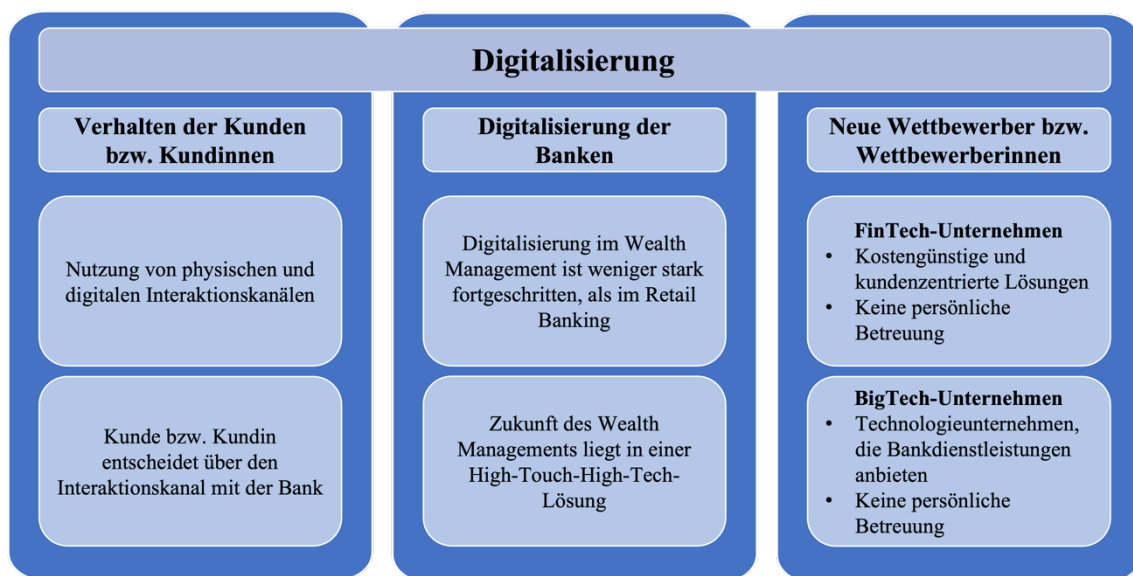 Digitalisierung
Verhalten der Kunden
bzw. Kundinnen
Nutzung von physischen und
digitalen Interaktionskanälen
Kunde bzw. Kundin
entscheidet über den
Interaktionskanal mit der Bank
Digitalisierung der
Banken
Digitalisierung im Wealth
Management ist weniger stark
fortgeschritten, als im Retail
Banking
Zukunft des Wealth
Managements liegt in einer
High-Touch-High-Tech-
Lösung
Neue Wettbewerber bzw.
Wettbewerberinnen
FinTech-Unternehmen
• Kostengünstige und
kundenzentrierte Lösungen
• Keine persönliche
Betreuung
BigTech-Unternehmen
• Technologieunternehmen,
die Bankdienstleistungen
anbieten
• Keine persönliche
Betreuung